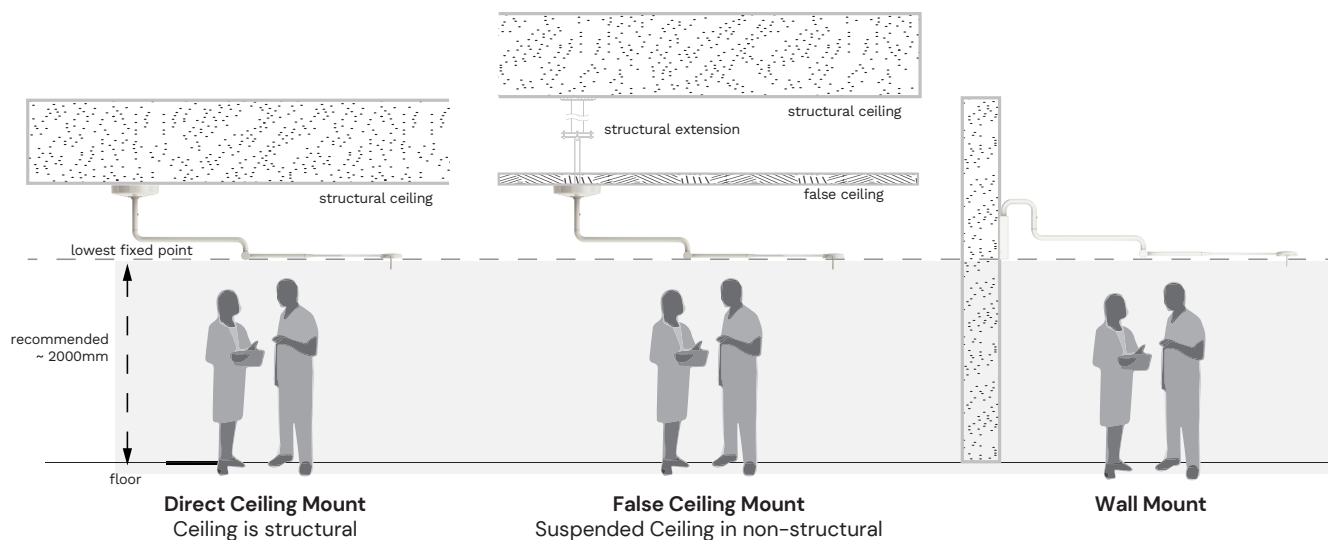 structural ceiling
structural extension
structural ceiling
false ceiling
lowest fixed point
recommended
~ 2000mm
floor
Direct Ceiling Mount
Ceiling is structural
False Ceiling Mount
Suspended Ceiling in non-structural
Wall Mount